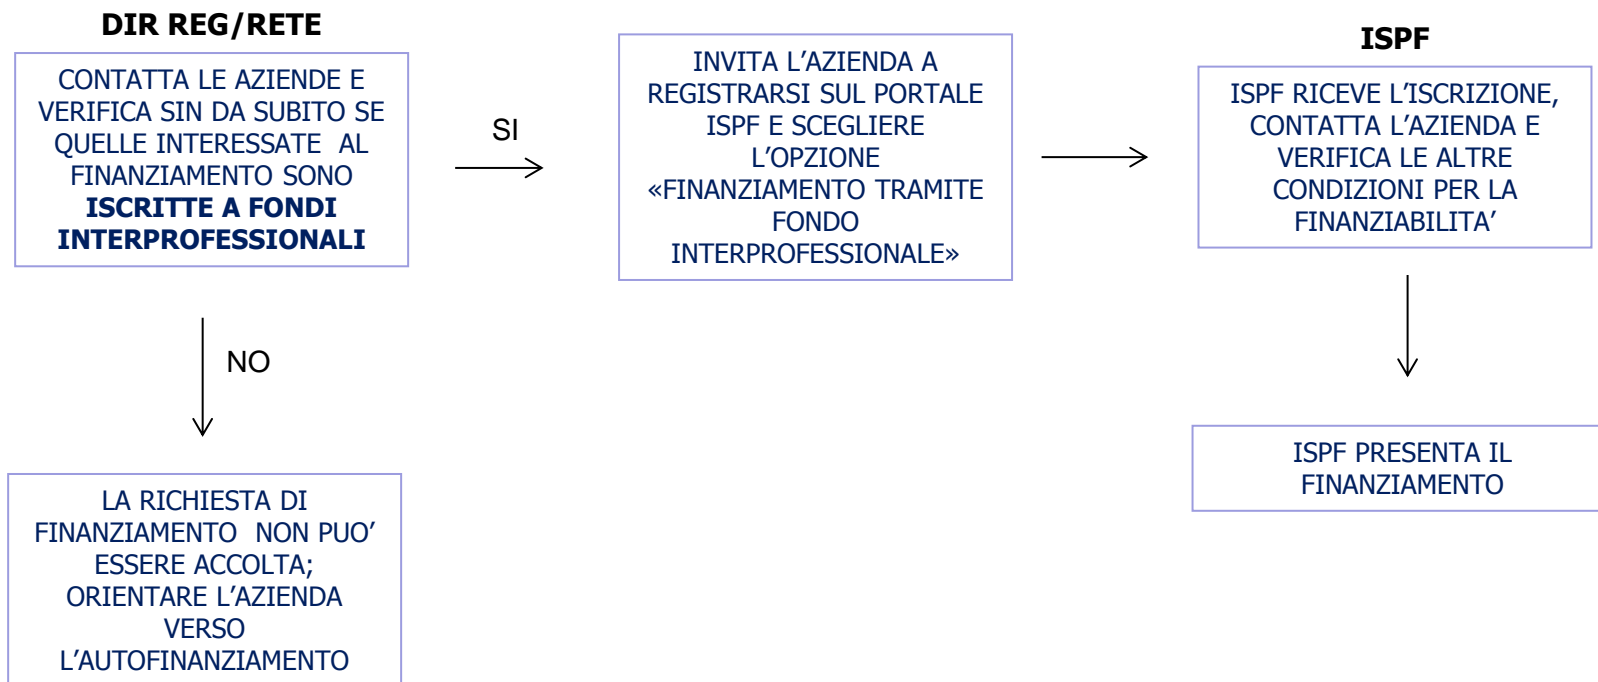 DIR REG/RETE
CONTATTA LE AZIENDE E
VERIFICA SIN DA SUBITO SE
QUELLE INTERESSATE AL
FINANZIAMENTO SONO
ISCRITTE A FONDI
INTERPROFESSIONALI
SI
INVITA L’AZIENDA A
REGISTRARSI SUL PORTALE
ISPF E SCEGLIERE
L’OPZIONE
«FINANZIAMENTO TRAMITE
FONDO
INTERPROFESSIONALE»
ISPF
ISPF RICEVE L’ISCRIZIONE,
CONTATTA L’AZIENDA E
VERIFICA LE ALTRE
CONDIZIONI PER LA
FINANZIABILITA’
NO
LA RICHIESTA DI
FINANZIAMENTO NON PUO’
ESSERE ACCOLTA;
ORIENTARE L’AZIENDA
VERSO
L’AUTOFINANZIAMENTO
ISPF PRESENTA IL
FINANZIAMENTO